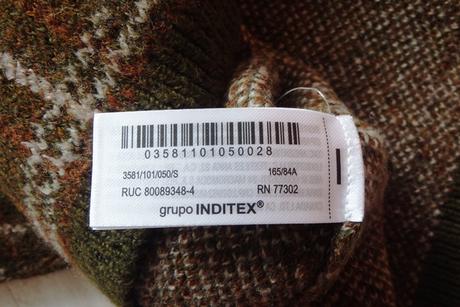 03581101050028
3581/101/050/S 165/84A
RUC 80089348-4 RN 77302
grupo INDITEX®